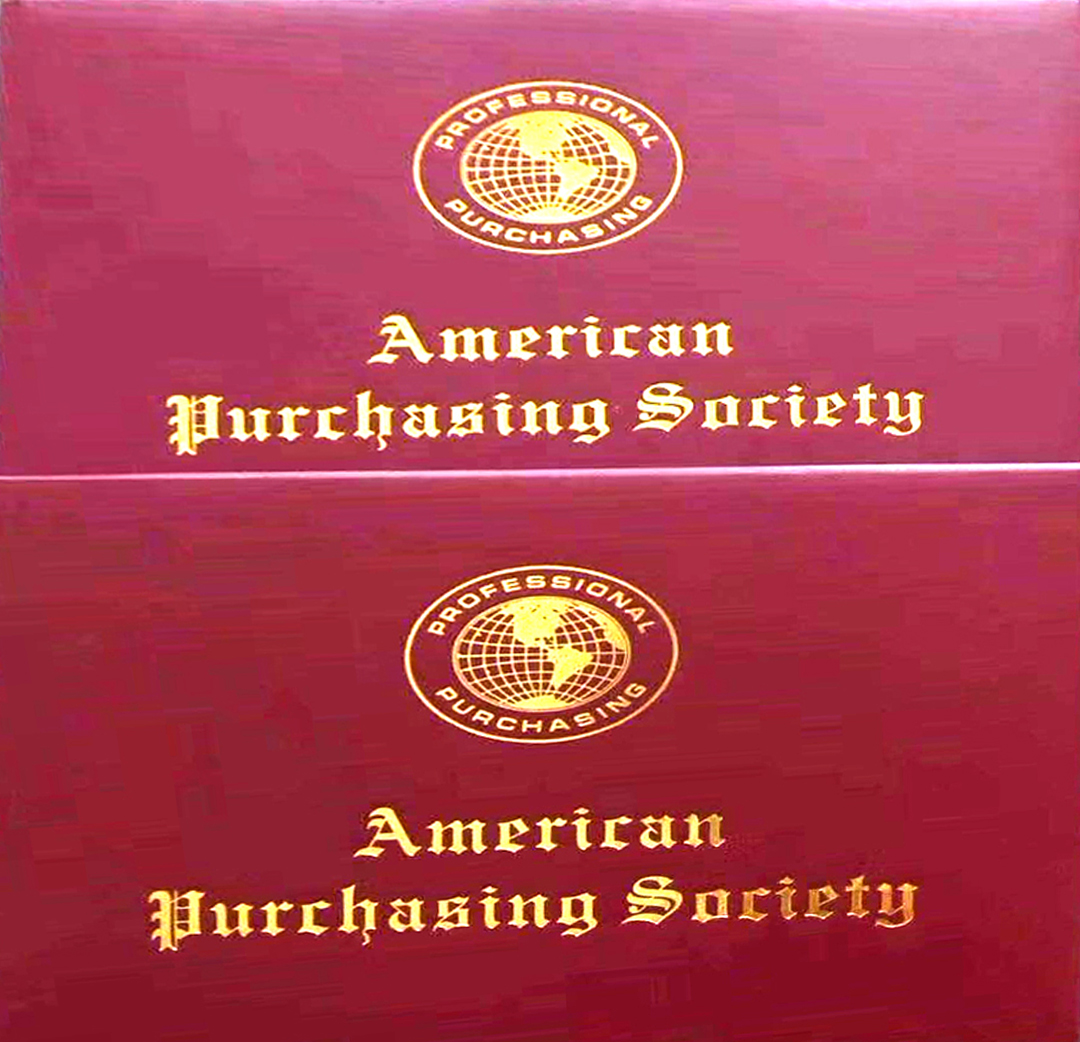 PROFESSIONAL
PURCHASING
American
Purchasing Society
PROFESSIONAL
PURCHASING
American
Purchasing Society